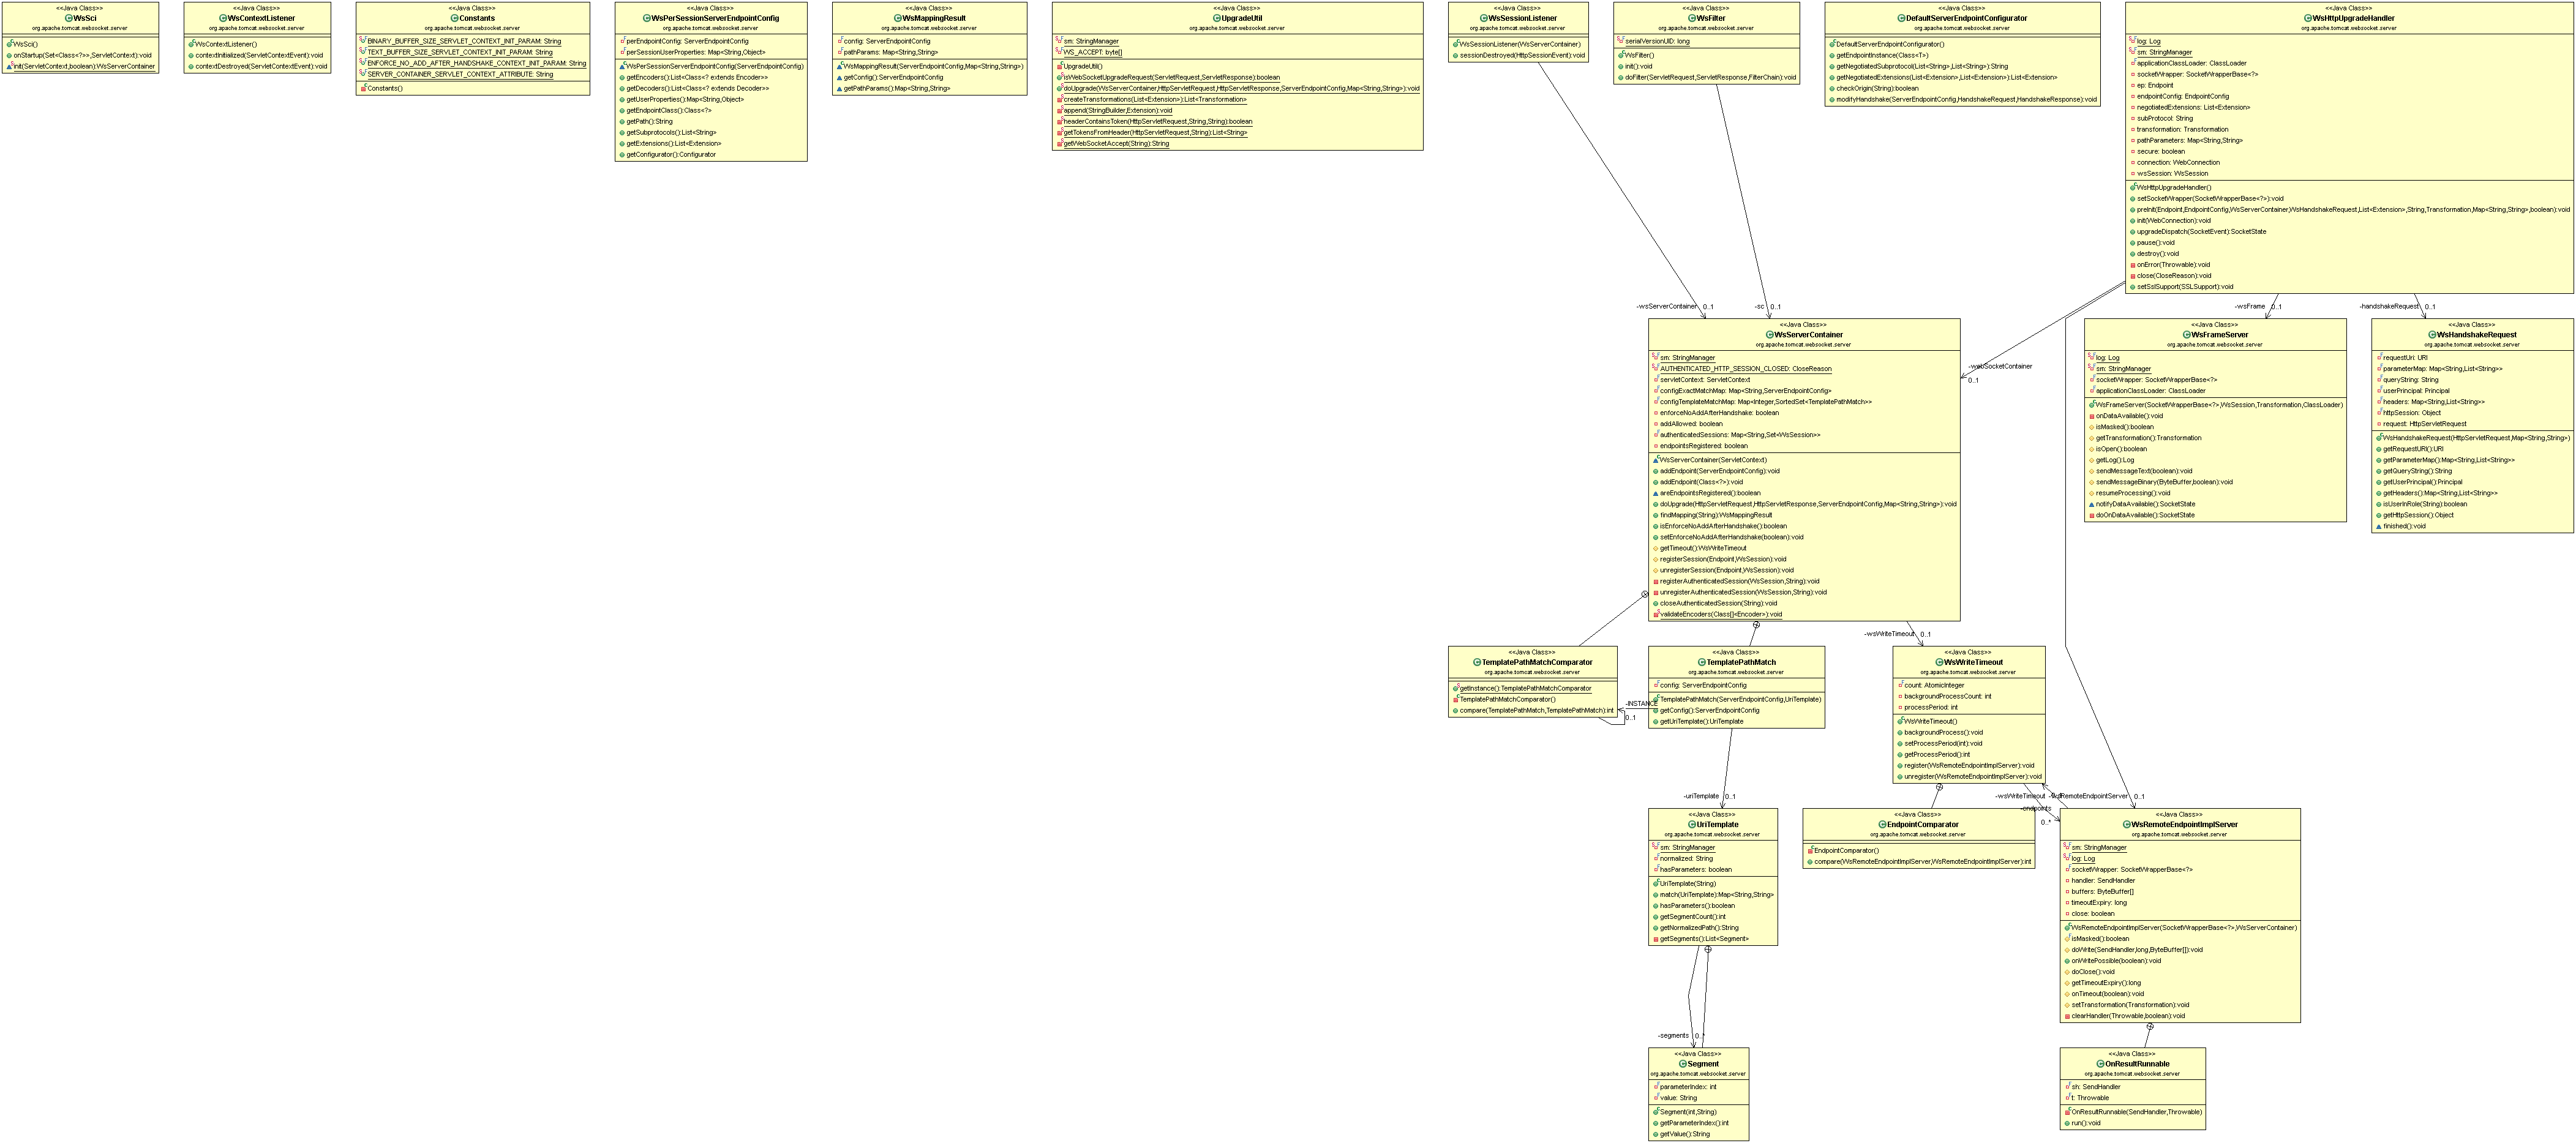 <<Java Class>>
WsSci
org.apache.tomcat.websocket.server
WsSci()
onStartup(Set<Class<?>>,ServletContext):void
init(ServletContext,boolean):WsServerContainer
<<Java Class>>
WsContextListener
org.apache.tomcat.websocket.server
WsContextListener()
contextInitialized(ServletContextEvent):void
contextDestroyed(ServletContextEvent):void
<<Java Class>>
Constants
org.apache.tomcat.websocket.server
BINARY_BUFFER_SIZE_SERVLET_CONTEXT_INIT_PARAM: String
TEXT_BUFFER_SIZE_SERVLET_CONTEXT_INIT_PARAM: String
ENFORCE_NO_ADD_AFTER_HANDSHAKE_CONTEXT_INIT_PARAM: String
SERVER_CONTAINER_SERVLET_CONTEXT_ATTRIBUTE: String
Constants()
<<Java Class>>
WsPerSessionServerEndpointConfig
org.apache.tomcat.websocket.server
perEndpointConfig: ServerEndpointConfig
perSessionUserProperties: Map<String,Object>
WsPerSessionServerEndpointConfig(ServerEndpointConfig)
getEncoders():List<Class<? extends Encoder>>
getDecoders():List<Class<? extends Decoder>>
getUserProperties():Map<String,Object>
getEndpointClass():Class<?>
getPath():String
getSubprotocols():List<String>
getExtensions():List<Extension>
getConfigurator():Configurator
<<Java Class>>
WsMappingResult
org.apache.tomcat.websocket.server
config: ServerEndpointConfig
pathParams: Map<String,String>
WsMappingResult(ServerEndpointConfig,Map<String,String>)
getConfig():ServerEndpointConfig
getPathParams():Map<String,String>
<<Java Class>>
UpgradeUtil
org.apache.tomcat.websocket.server
sm: StringManager
WS_ACCEPT: byte[]
UpgradeUtil()
isWebSocketUpgradeRequest(ServletRequest,ServletResponse):boolean
doUpgrade(WsServerContainer,HttpServletRequest,HttpServletResponse,ServerEndpointConfig,Map<String,String>):void
createTransformations(List<Extension>):List<Transformation>
append(StringBuilder,Extension):void
headerContainsToken(HttpServletRequest,String,String):boolean
getTokensFromHeader(HttpServletRequest,String):List<String>
getWebSocketAccept(String):String
<<Java Class>>
WsSessionListener
org.apache.tomcat.websocket.server
WsSessionListener(WsServerContainer)
sessionDestroyed(HttpSessionEvent):void
<<Java Class>>
WsFilter
org.apache.tomcat.websocket.server
serialVersionUID: long
WsFilter()
init():void
doFilter(ServletRequest,ServletResponse,FilterChain):void
<<Java Class>>
DefaultServerEndpointConfigurator
org.apache.tomcat.websocket.server
DefaultServerEndpointConfigurator()
getEndpointInstance(Class<T>)
getNegotiatedSubprotocol(List<String>,List<String>):String
getNegotiatedExtensions(List<Extension>,List<Extension>):List<Extension>
checkOrigin(String):boolean
modifyHandshake(ServerEndpointConfig,HandshakeRequest,HandshakeResponse):void
<<Java Class>>
WsHttpUpgradeHandler
org.apache.tomcat.websocket.server
log: Log
sm: StringManager
applicationClassLoader: ClassLoader
socketWrapper: SocketWrapperBase<?>
ep: Endpoint
endpointConfig: EndpointConfig
negotiatedExtensions: List<Extension>
subProtocol: String
transformation: Transformation
pathParameters: Map<String,String>
secure: boolean
connection: WebConnection
wsSession: WsSession
WsHttpUpgradeHandler()
setSocketWrapper(SocketWrapperBase<?>):void
preInit(Endpoint,EndpointConfig,WsServerContainer,WsHandshakeRequest,List<Extension>,String,Transformation,Map<String,String>,boolean):void
init(WebConnection):void
upgradeDispatch(SocketEvent):SocketState
pause():void
destroy():void
onError(Throwable):void
close(CloseReason):void
setSslSupport(SSLSupport):void
-wsServerContainer 0..1
-sc 0..1
-webSocketContainer
0..1
-wsFrame 0..1
-handshakeRequest 0..1
<<Java Class>>
WsServerContainer
org.apache.tomcat.websocket.server
sm: StringManager
AUTHENTICATED_HTTP_SESSION_CLOSED: CloseReason
servletContext: ServletContext
configExactMatchMap: Map<String,ServerEndpointConfig>
configTemplateMatchMap: Map<Integer,SortedSet<TemplatePathMatch>>
enforceNoAddAfterHandshake: boolean
addAllowed: boolean
authenticatedSessions: Map<String,Set<WsSession>>
endpointsRegistered: boolean
WsServerContainer(ServletContext)
addEndpoint(ServerEndpointConfig):void
addEndpoint(Class<?>):void
areEndpointsRegistered():boolean
doUpgrade(HttpServletRequest,HttpServletResponse,ServerEndpointConfig,Map<String,String>):void
findMapping(String):WsMappingResult
isEnforceNoAddAfterHandshake():boolean
setEnforceNoAddAfterHandshake(boolean):void
getTimeout():WsWriteTimeout
registerSession(Endpoint,WsSession):void
unregisterSession(Endpoint,WsSession):void
registerAuthenticatedSession(WsSession,String):void
unregisterAuthenticatedSession(WsSession,String):void
closeAuthenticatedSession(String):void
validateEncoders(Class[]<Encoder>):void
<<Java Class>>
WsFrameServer
org.apache.tomcat.websocket.server
log: Log
sm: StringManager
socketWrapper: SocketWrapperBase<?>
applicationClassLoader: ClassLoader
WsFrameServer(SocketWrapperBase<?>,WsSession,Transformation,ClassLoader)
onDataAvailable():void
isMasked():boolean
getTransformation():Transformation
isOpen():boolean
getLog():Log
sendMessageText(boolean):void
sendMessageBinary(ByteBuffer,boolean):void
resumeProcessing():void
notifyDataAvailable():SocketState
doOnDataAvailable():SocketState
<<Java Class>>
WsHandshakeRequest
org.apache.tomcat.websocket.server
requestUri: URI
parameterMap: Map<String,List<String>>
queryString: String
userPrincipal: Principal
headers: Map<String,List<String>>
httpSession: Object
request: HttpServletRequest
WsHandshakeRequest(HttpServletRequest,Map<String,String>)
getRequestURI():URI
getParameterMap():Map<String,List<String>>
getQueryString():String
getUserPrincipal():Principal
getHeaders():Map<String,List<String>>
isUserInRole(String):boolean
getHttpSession():Object
finished():void
-wsWriteTimeout 0..1
<<Java Class>>
TemplatePathMatchComparator
org.apache.tomcat.websocket.server
getInstance():TemplatePathMatchComparator
TemplatePathMatchComparator()
compare(TemplatePathMatch,TemplatePathMatch):int
-INSTANCE
0..1
<<Java Class>>
TemplatePathMatch
org.apache.tomcat.websocket.server
config: ServerEndpointConfig
TemplatePathMatch(ServerEndpointConfig,UriTemplate)
getConfig():ServerEndpointConfig
getUriTemplate():UriTemplate
<<Java Class>>
WsWriteTimeout
org.apache.tomcat.websocket.server
count: AtomicInteger
backgroundProcessCount: int
processPeriod: int
WsWriteTimeout()
backgroundProcess():void
setProcessPeriod(int):void
getProcessPeriod():int
register(WsRemoteEndpointImplServer):void
unregister(WsRemoteEndpointImplServer):void
-uriTemplate 0..1
-wsWriteTimeout
-wsRemoteEndpointServer 0..1
-endpoints
0..*
<<Java Class>>
UriTemplate
org.apache.tomcat.websocket.server
sm: StringManager
normalized: String
hasParameters: boolean
UriTemplate(String)
match(UriTemplate):Map<String,String>
hasParameters():boolean
getSegmentCount():int
getNormalizedPath():String
getSegments():List<Segment>
<<Java Class>>
EndpointComparator
org.apache.tomcat.websocket.server
EndpointComparator()
compare(WsRemoteEndpointImplServer,WsRemoteEndpointImplServer):int
<<Java Class>>
WsRemoteEndpointImplServer
org.apache.tomcat.websocket.server
sm: StringManager
log: Log
socketWrapper: SocketWrapperBase<?>
handler: SendHandler
buffers: ByteBuffer[]
timeoutExpiry: long
close: boolean
WsRemoteEndpointImplServer(SocketWrapperBase<?>,WsServerContainer)
isMasked():boolean
doWrite(SendHandler,long,ByteBuffer[]):void
onWritePossible(boolean):void
doClose():void
getTimeoutExpiry():long
onTimeout(boolean):void
setTransformation(Transformation):void
clearHandler(Throwable,boolean):void
-segments 0..*
<<Java Class>>
Segment
org.apache.tomcat.websocket.server
parameterIndex: int
value: String
Segment(int,String)
getParameterIndex():int
getValue():String
<<Java Class>>
OnResultRunnable
org.apache.tomcat.websocket.server
sh: SendHandler
t: Throwable
OnResultRunnable(SendHandler,Throwable)
run():void